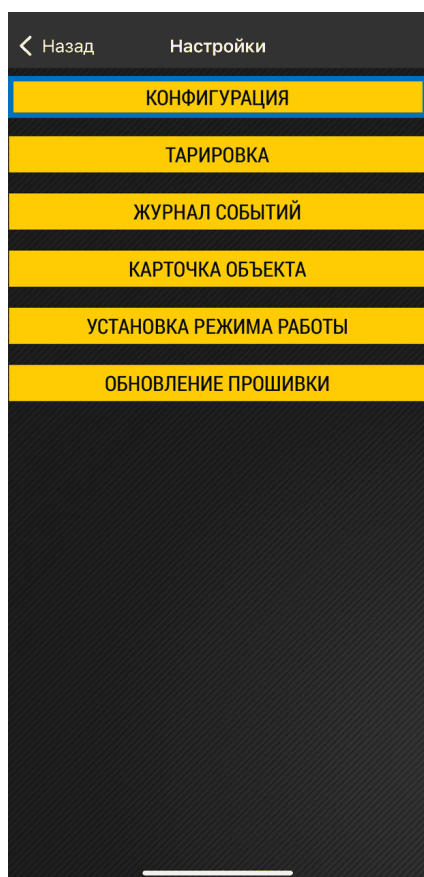 Назад Настройки
КОНФИГУРАЦИЯ
ТАРИРОВКА
ЖУРНАЛ СОБЫТИЙ
КАРТОЧКА ОБЪЕКТА
УСТАНОВКА РЕЖИМА РАБОТЫ
ОБНОВЛЕНИЕ ПРОШИВКИ